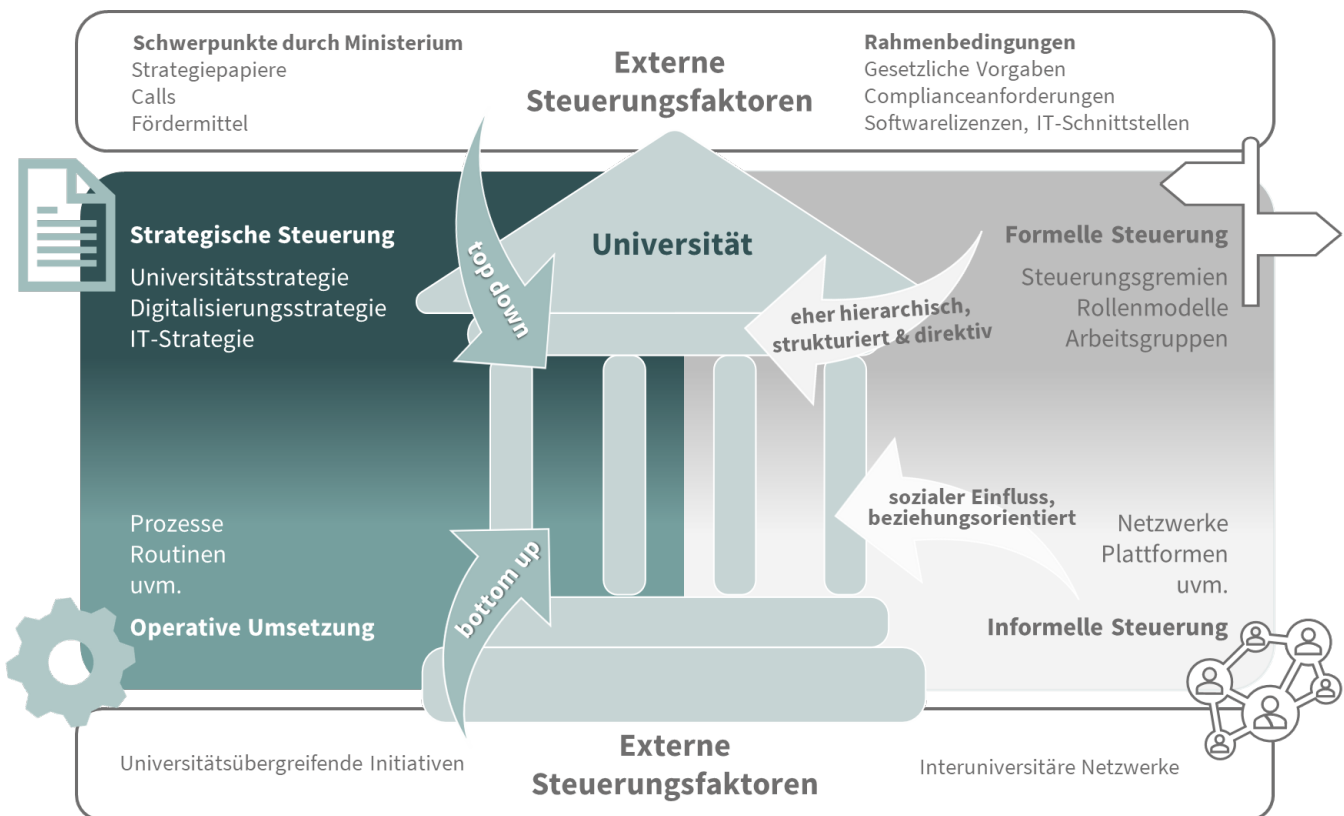 Schwerpunkte durch Ministerium
Strategiepapiere
Calls
Fördermittel
Externe
Steuerungsfaktoren
Rahmenbedingungen
Gesetzliche Vorgaben
Complianceanforderungen
Softwarelizenzen, IT-Schnittstellen
Strategische Steuerung
Universitätsstrategie
Digitalisierungsstrategie
IT-Strategie
top down
Universität
Formelle Steuerung
Steuerungsgremien
Rollenmodelle
Arbeitsgruppen
eher hierarchisch,
strukturiert & direktiv
Prozesse
Routinen
uvm.
Operative Umsetzung
bottom up
sozialer Einfluss,
beziehungsorientiert
Netzwerke
Plattformen
uvm.
Informelle Steuerung
Universitätsübergreifende Initiativen
Externe
Steuerungsfaktoren
Interuniversitäre Netzwerke